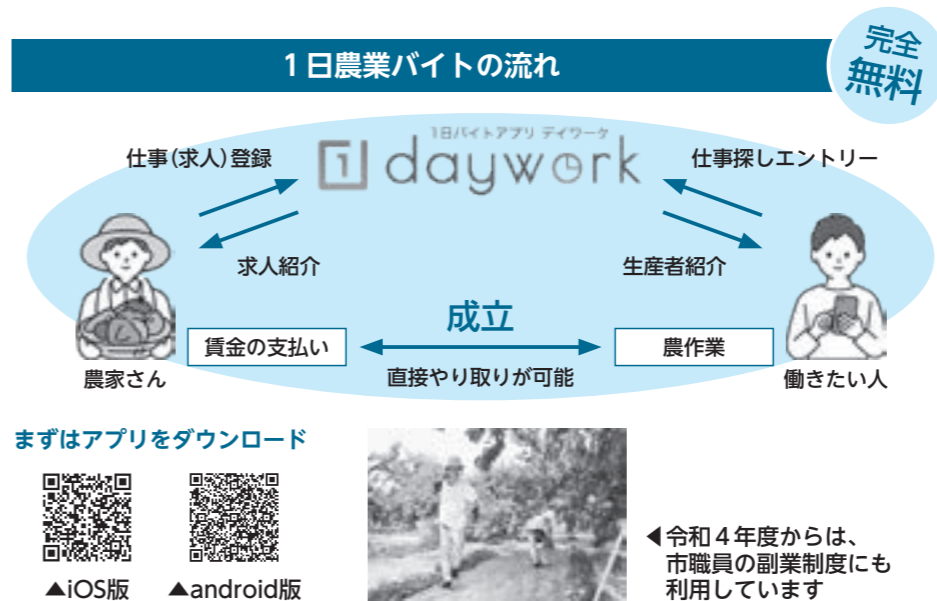 1日農業バイトの流れ
完全
無料
1日バイトアプリ デイワーク
1 daywork
仕事(求人)登録
仕事探しエントリー
求人紹介
生産者紹介
成立
賃金の支払い
農作業
直接やり取りが可能
農家さん
働きたい人
まずはアプリをダウンロード
▲iOS版
▲android版
◀令和4年度からは、
市職員の副業制度にも
利用しています